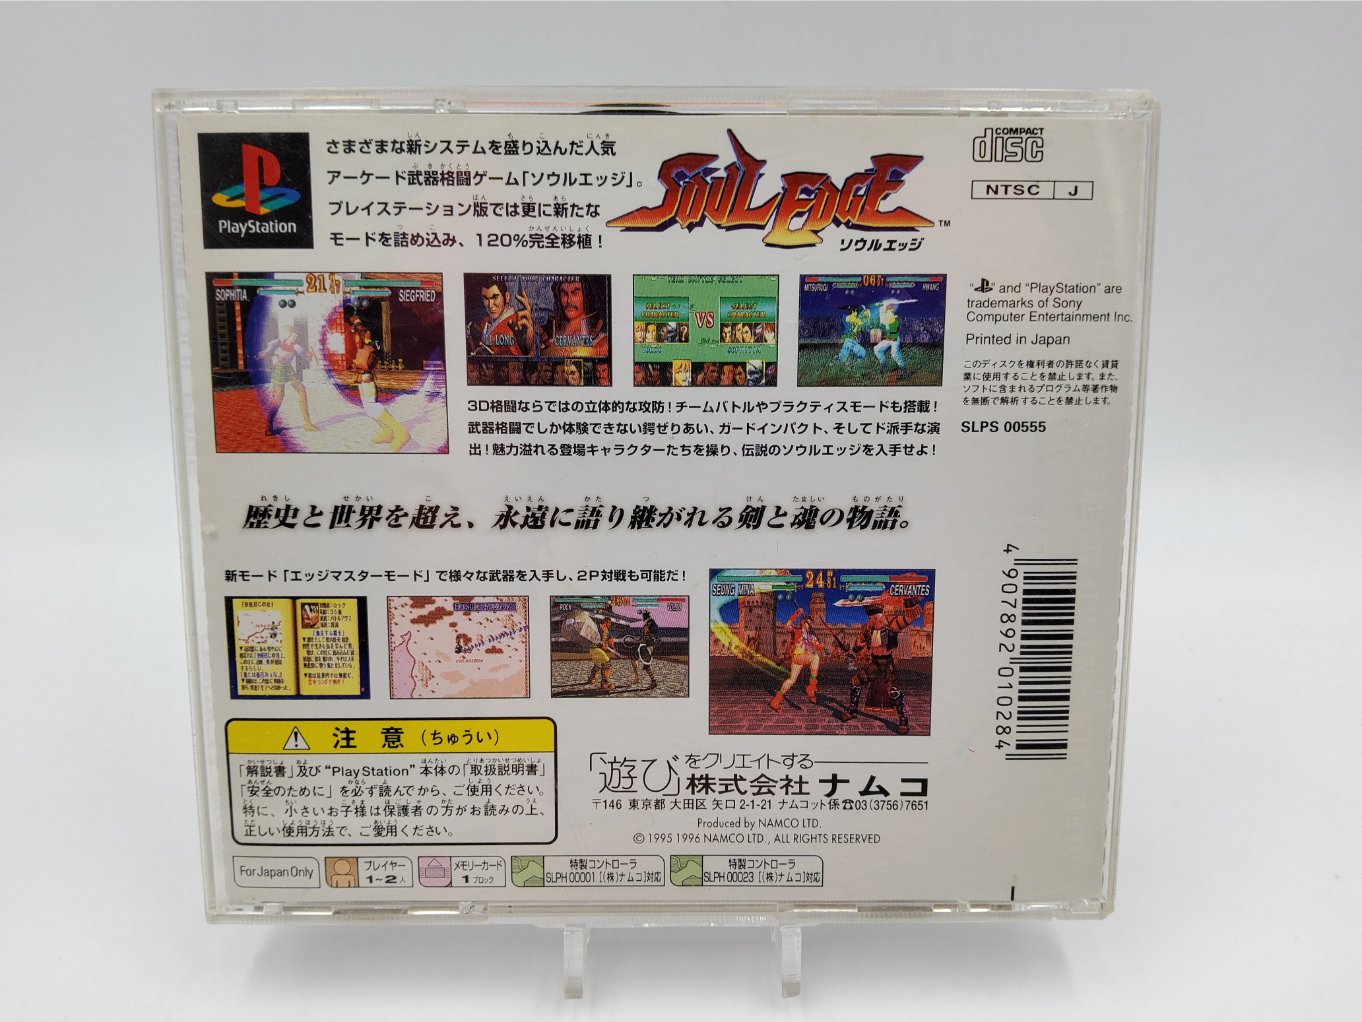 PlayStation
さまざまな新システムを盛り込んだ人気
アーケード武器格闘ゲーム「ソウルエッジ」。
プレイステーション版では更に新たな
モードを詰め込み、120%完全移植!
SOUL EDGE ™
ソウルエッジ
COMPACT
disc
NTSC J
SOPHITIA
21
SIEGFRIED
SELECT YOUR CHARACTER
LI LONG
CERVANTES
VS
MITSURUGI
HWANG
“ ” and “PlayStation” are
trademarks of Sony
Computer Entertainment Inc.
Printed in Japan
このディスクを権利者の許諾なく賃貸
業に使用することを禁止します。また、
ソフトに含まれるプログラム等著作物
を無断で解析することを禁止します。
SLPS 00555
3D格闘ならではの立体的な攻防!チームバトルやプラクティスモードも搭載!
武器格闘でしか体験できない鍔ぜりあい、ガードインパクト、そしてド派手な演
出!魅力溢れる登場キャラクターたちを操り、伝説のソウルエッジを入手せよ!
歴史と世界を超え、永遠に語り継がれる剣と魂の物語。
新モード「エッジマスターモード」で様々な武器を入手し、2P対戦も可能だ!
SEUNG MINA
24
CERVANTES
ROCK
4 907892 010284
注意(ちゅうい)
「解説書」及び“PlayStation”本体の「取扱説明書」
「安全のために」を必ず読んでから、ご使用ください。
特に、小さいお子様は保護者の方がお読みの上、
正しい使用方法で、ご愛用ください。
「遊び」をクリエイトする
株式会社ナムコ
〒146 東京都 大田区 矢口 2-1-21 ナムコット係☎03(3756)7651
Produced by NAMCO LTD.
© 1995 1996 NAMCO LTD., ALL RIGHTS RESERVED
For Japan Only
プレイヤー
1~2人
メモリーカード
1ブロック
特製コントローラ
SLPH 00001 [(株)ナムコ]対応
特製コントローラ
SLPH 00023 [(株)ナムコ]対応